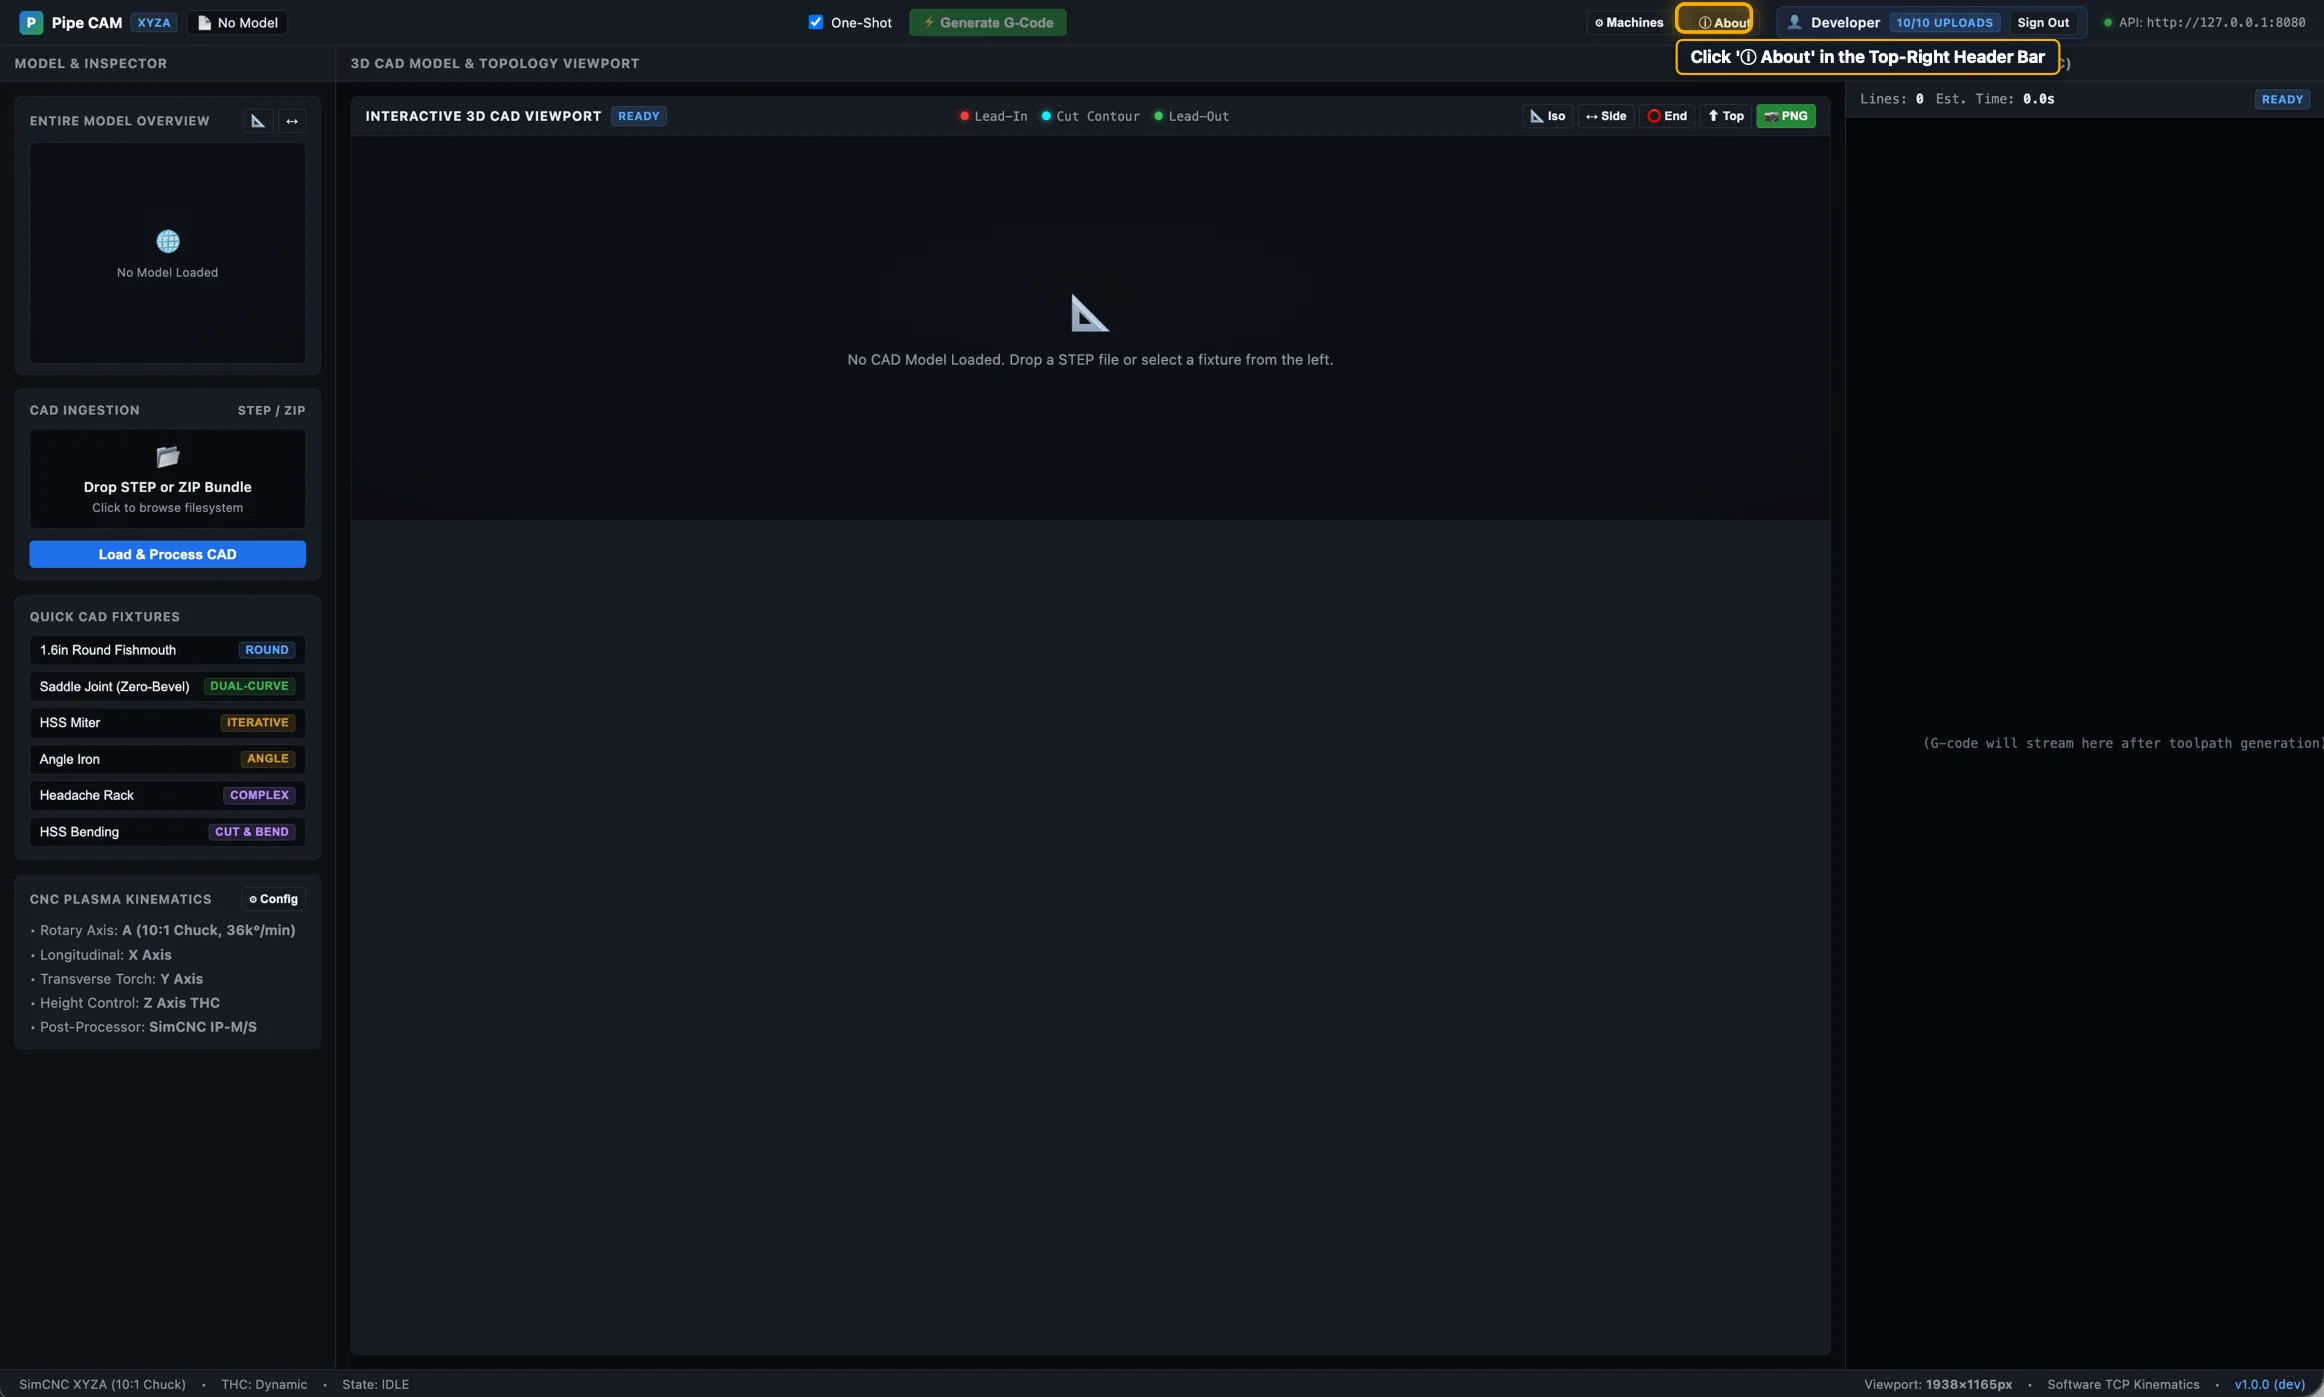 P Pipe CAM XYZA No Model
One-Shot Generate G-Code
Machines ⓘ About Developer 10/10 UPLOADS Sign Out API: http://127.0.0.1:8080
Click 'ⓘ About' in the Top-Right Header Bar
MODEL & INSPECTOR
3D CAD MODEL & TOPOLOGY VIEWPORT
ENTIRE MODEL OVERVIEW
No Model Loaded
CAD INGESTION STEP / ZIP
Drop STEP or ZIP Bundle
Click to browse filesystem
Load & Process CAD
QUICK CAD FIXTURES
1.6in Round Fishmouth ROUND
Saddle Joint (Zero-Bevel) DUAL-CURVE
HSS Miter ITERATIVE
Angle Iron ANGLE
Headache Rack COMPLEX
HSS Bending CUT & BEND
CNC PLASMA KINEMATICS Config
• Rotary Axis: A (10:1 Chuck, 36k°/min)
• Longitudinal: X Axis
• Transverse Torch: Y Axis
• Height Control: Z Axis THC
• Post-Processor: SimCNC IP-M/S
INTERACTIVE 3D CAD VIEWPORT READY
Lead-In Cut Contour Lead-Out
Iso ↔ Side End Top PNG
No CAD Model Loaded. Drop a STEP file or select a fixture from the left.
Lines: 0 Est. Time: 0.0s READY
(G-code will stream here after toolpath generation)
SimCNC XYZA (10:1 Chuck) • THC: Dynamic • State: IDLE
Viewport: 1938×1165px • Software TCP Kinematics • v1.0.0 (dev)